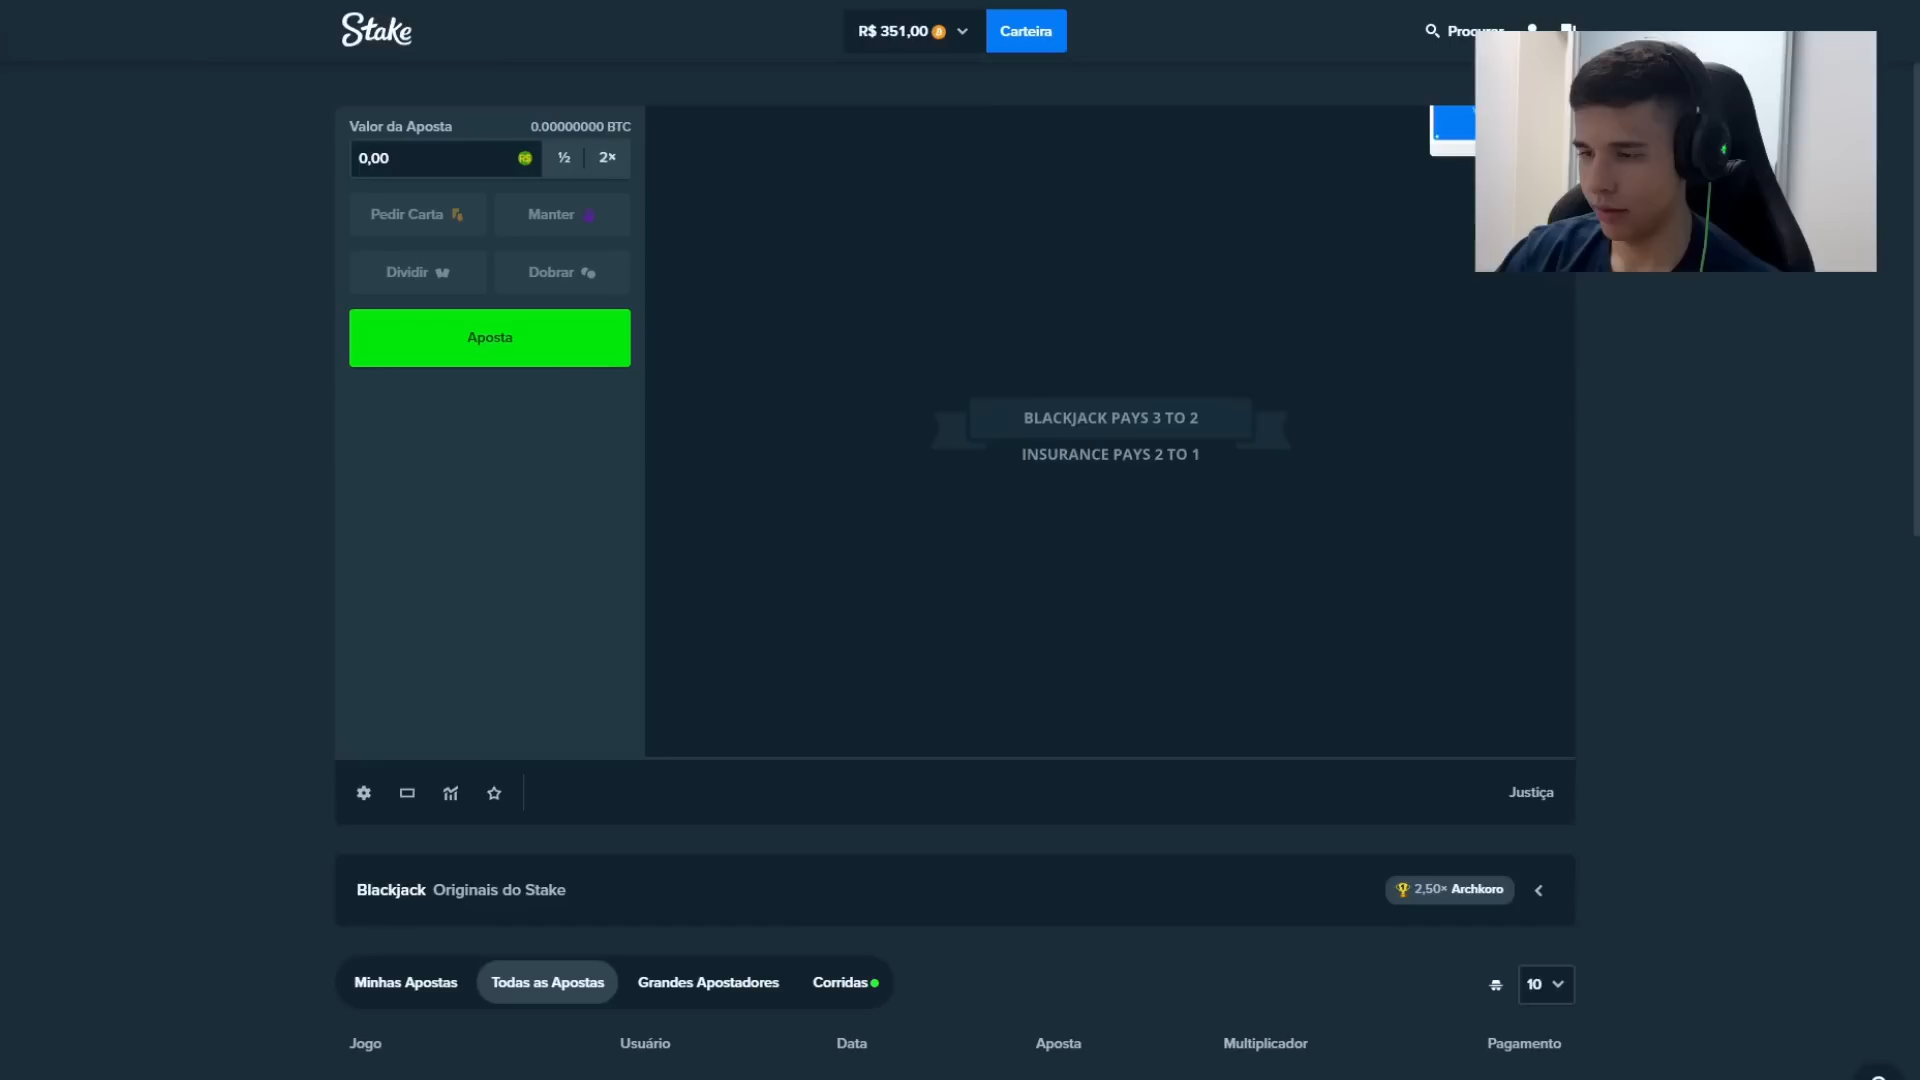 Stake
R$ 351,00
Carteira
Valor da Aposta
0.00000000 BTC
0,00
R$
½
2×
Pedir Carta
Manter
Dividir
Dobrar
Aposta
BLACKJACK PAYS 3 TO 2
INSURANCE PAYS 2 TO 1
Justiça
Blackjack Originais do Stake
2,50× Archkoro
Minhas Apostas
Todas as Apostas
Grandes Apostadores
Corridas
10
Jogo
Usuário
Data
Aposta
Multiplicador
Pagamento